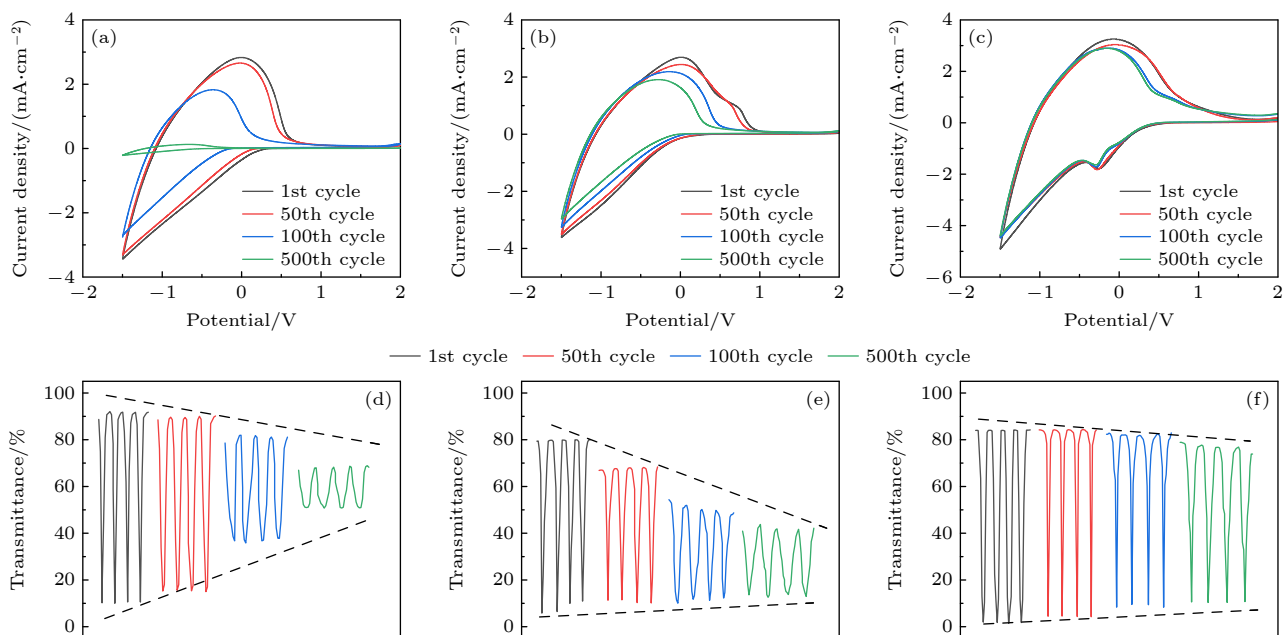 (a)
Current density/(mA·cm−2)
4
2
0
−2
−4
1st cycle
50th cycle
100th cycle
500th cycle
−2
−1
0
1
2
Potential/V
(b)
Current density/(mA·cm−2)
4
2
0
−2
−4
1st cycle
50th cycle
100th cycle
500th cycle
−2
−1
0
1
2
Potential/V
(c)
Current density/(mA·cm−2)
4
2
0
−2
−4
−6
1st cycle
50th cycle
100th cycle
500th cycle
−2
−1
0
1
2
Potential/V
1st cycle 50th cycle 100th cycle 500th cycle
(d)
Transmittance/%
100
80
60
40
20
0
(e)
Transmittance/%
100
80
60
40
20
0
(f)
Transmittance/%
100
80
60
40
20
0